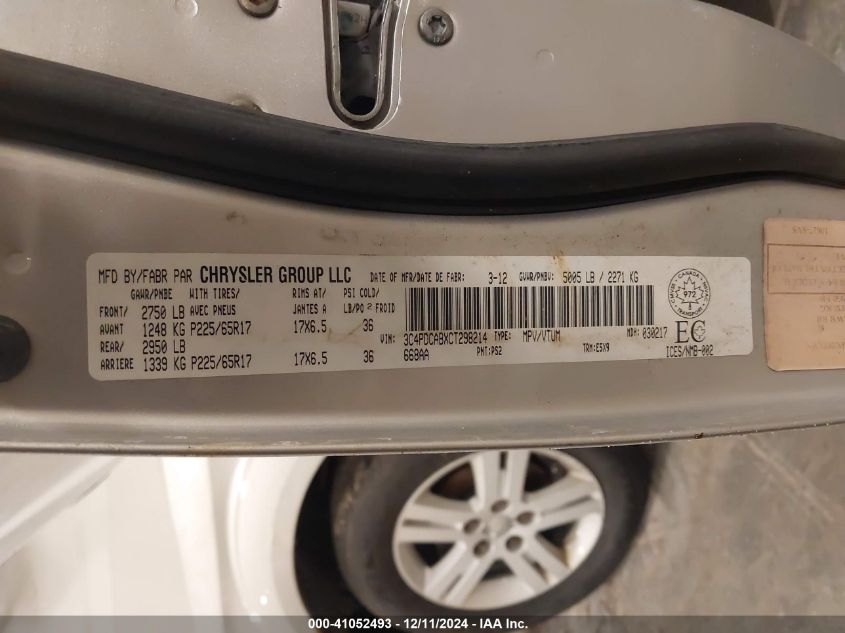 MFD BY/FABR PAR CHRYSLER GROUP LLC DATE OF MFR/DATE DE FABR: 3-12 GVWR/PNBV: 5005 LB / 2271 KG
GAWR/PNBE WITH TIRES/ RIMS AT/ PSI COLD/
FRONT/ 2750 LB AVEC PNEUS JANTES A LB/PO² FROID
AVANT 1248 KG P225/65R17 17X6.5 36
REAR/ 2950 LB
ARRIERE 1339 KG P225/65R17 17X6.5 36
VIN: 3C4PDCABXCT298214 TYPE: MPV/VTUM MDH: 030217
668AA PNT:PS2 TRM:E5X9
CANADA
972
TRANSPORT
EC
ICES/NMB-002
000-41052493 - 12/11/2024 - IAA Inc.